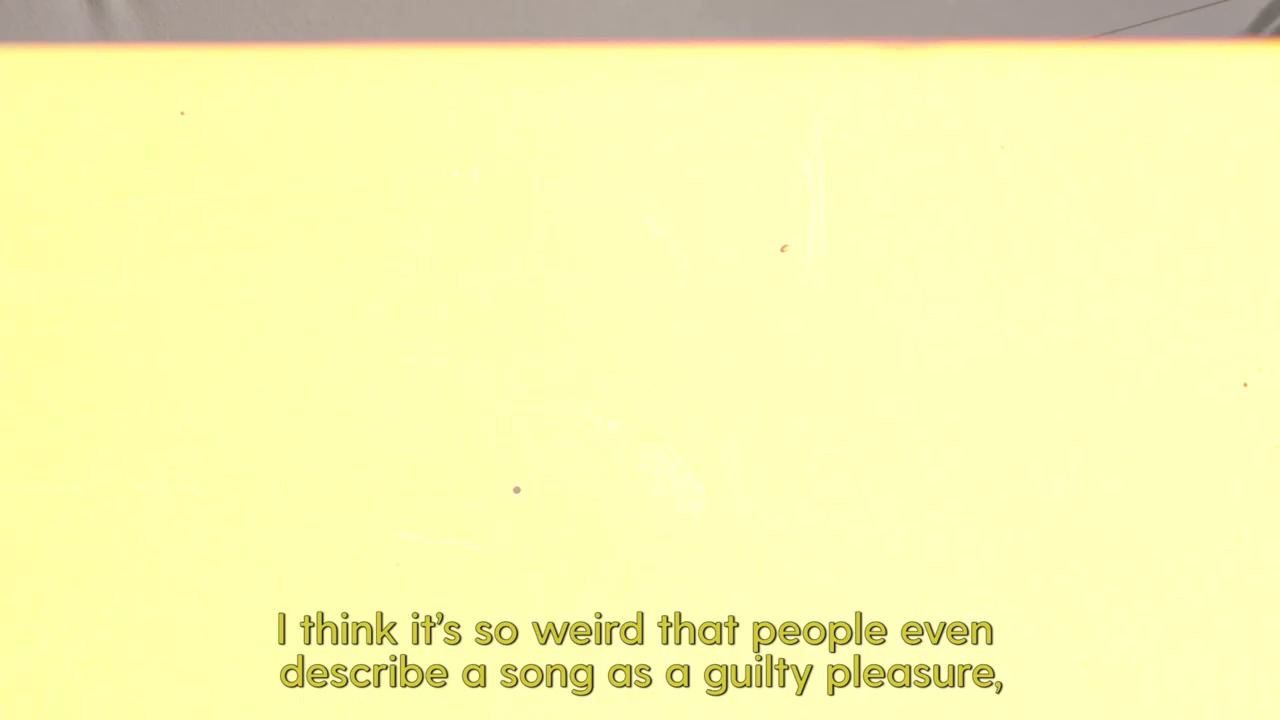 I think it’s so weird that people even
describe a song as a guilty pleasure,